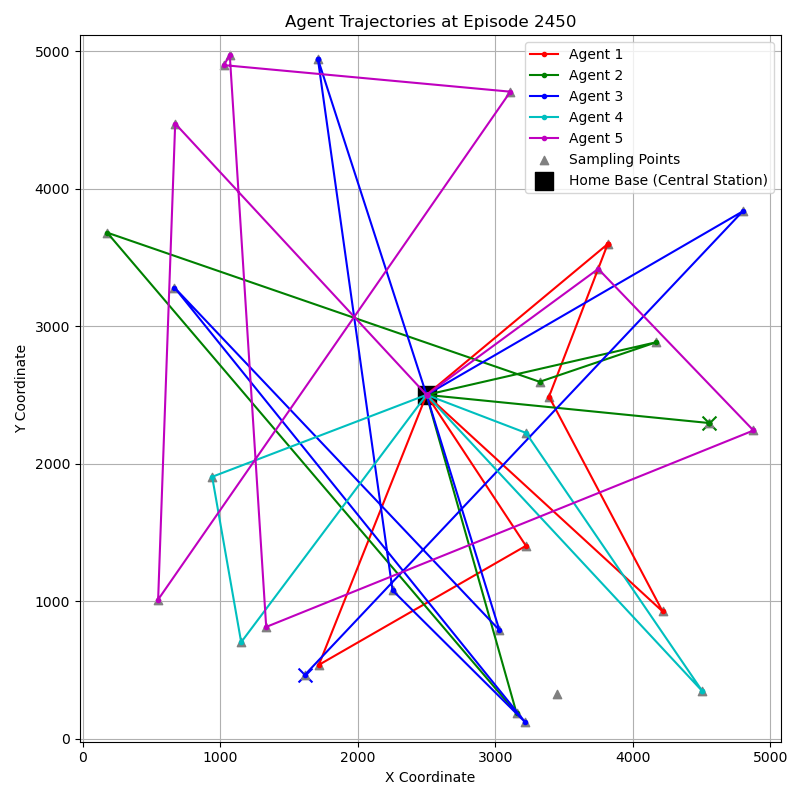 Agent Trajectories at Episode 2450
Agent 1
Agent 2
Agent 3
Agent 4
Agent 5
Sampling Points
Home Base (Central Station)
Y Coordinate
5000
4000
3000
2000
1000
0
0 1000 2000 3000 4000 5000
X Coordinate